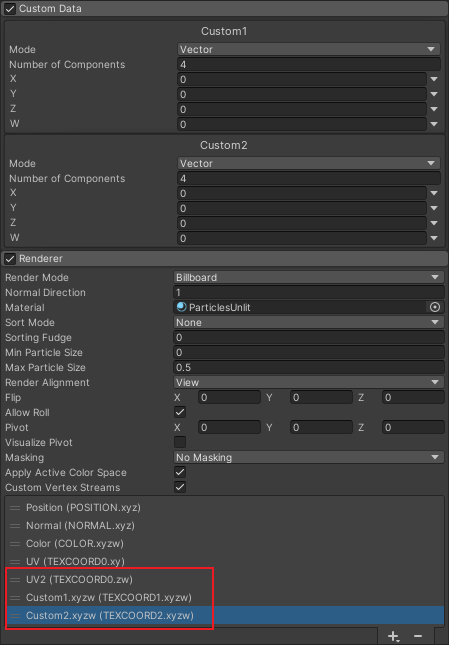 Custom Data
Custom1
Mode Vector
Number of Components 4
X 0
Y 0
Z 0
W 0
Custom2
Mode Vector
Number of Components 4
X 0
Y 0
Z 0
W 0
Renderer
Render Mode Billboard
Normal Direction 1
Material ParticlesUnlit
Sort Mode None
Sorting Fudge 0
Min Particle Size 0
Max Particle Size 0.5
Render Alignment View
Flip X 0 Y 0 Z 0
Allow Roll
Pivot X 0 Y 0 Z 0
Visualize Pivot
Masking No Masking
Apply Active Color Space
Custom Vertex Streams
Position (POSITION.xyz)
Normal (NORMAL.xyz)
Color (COLOR.xyzw)
UV (TEXCOORD0.xy)
UV2 (TEXCOORD0.zw)
Custom1.xyzw (TEXCOORD1.xyzw)
Custom2.xyzw (TEXCOORD2.xyzw)